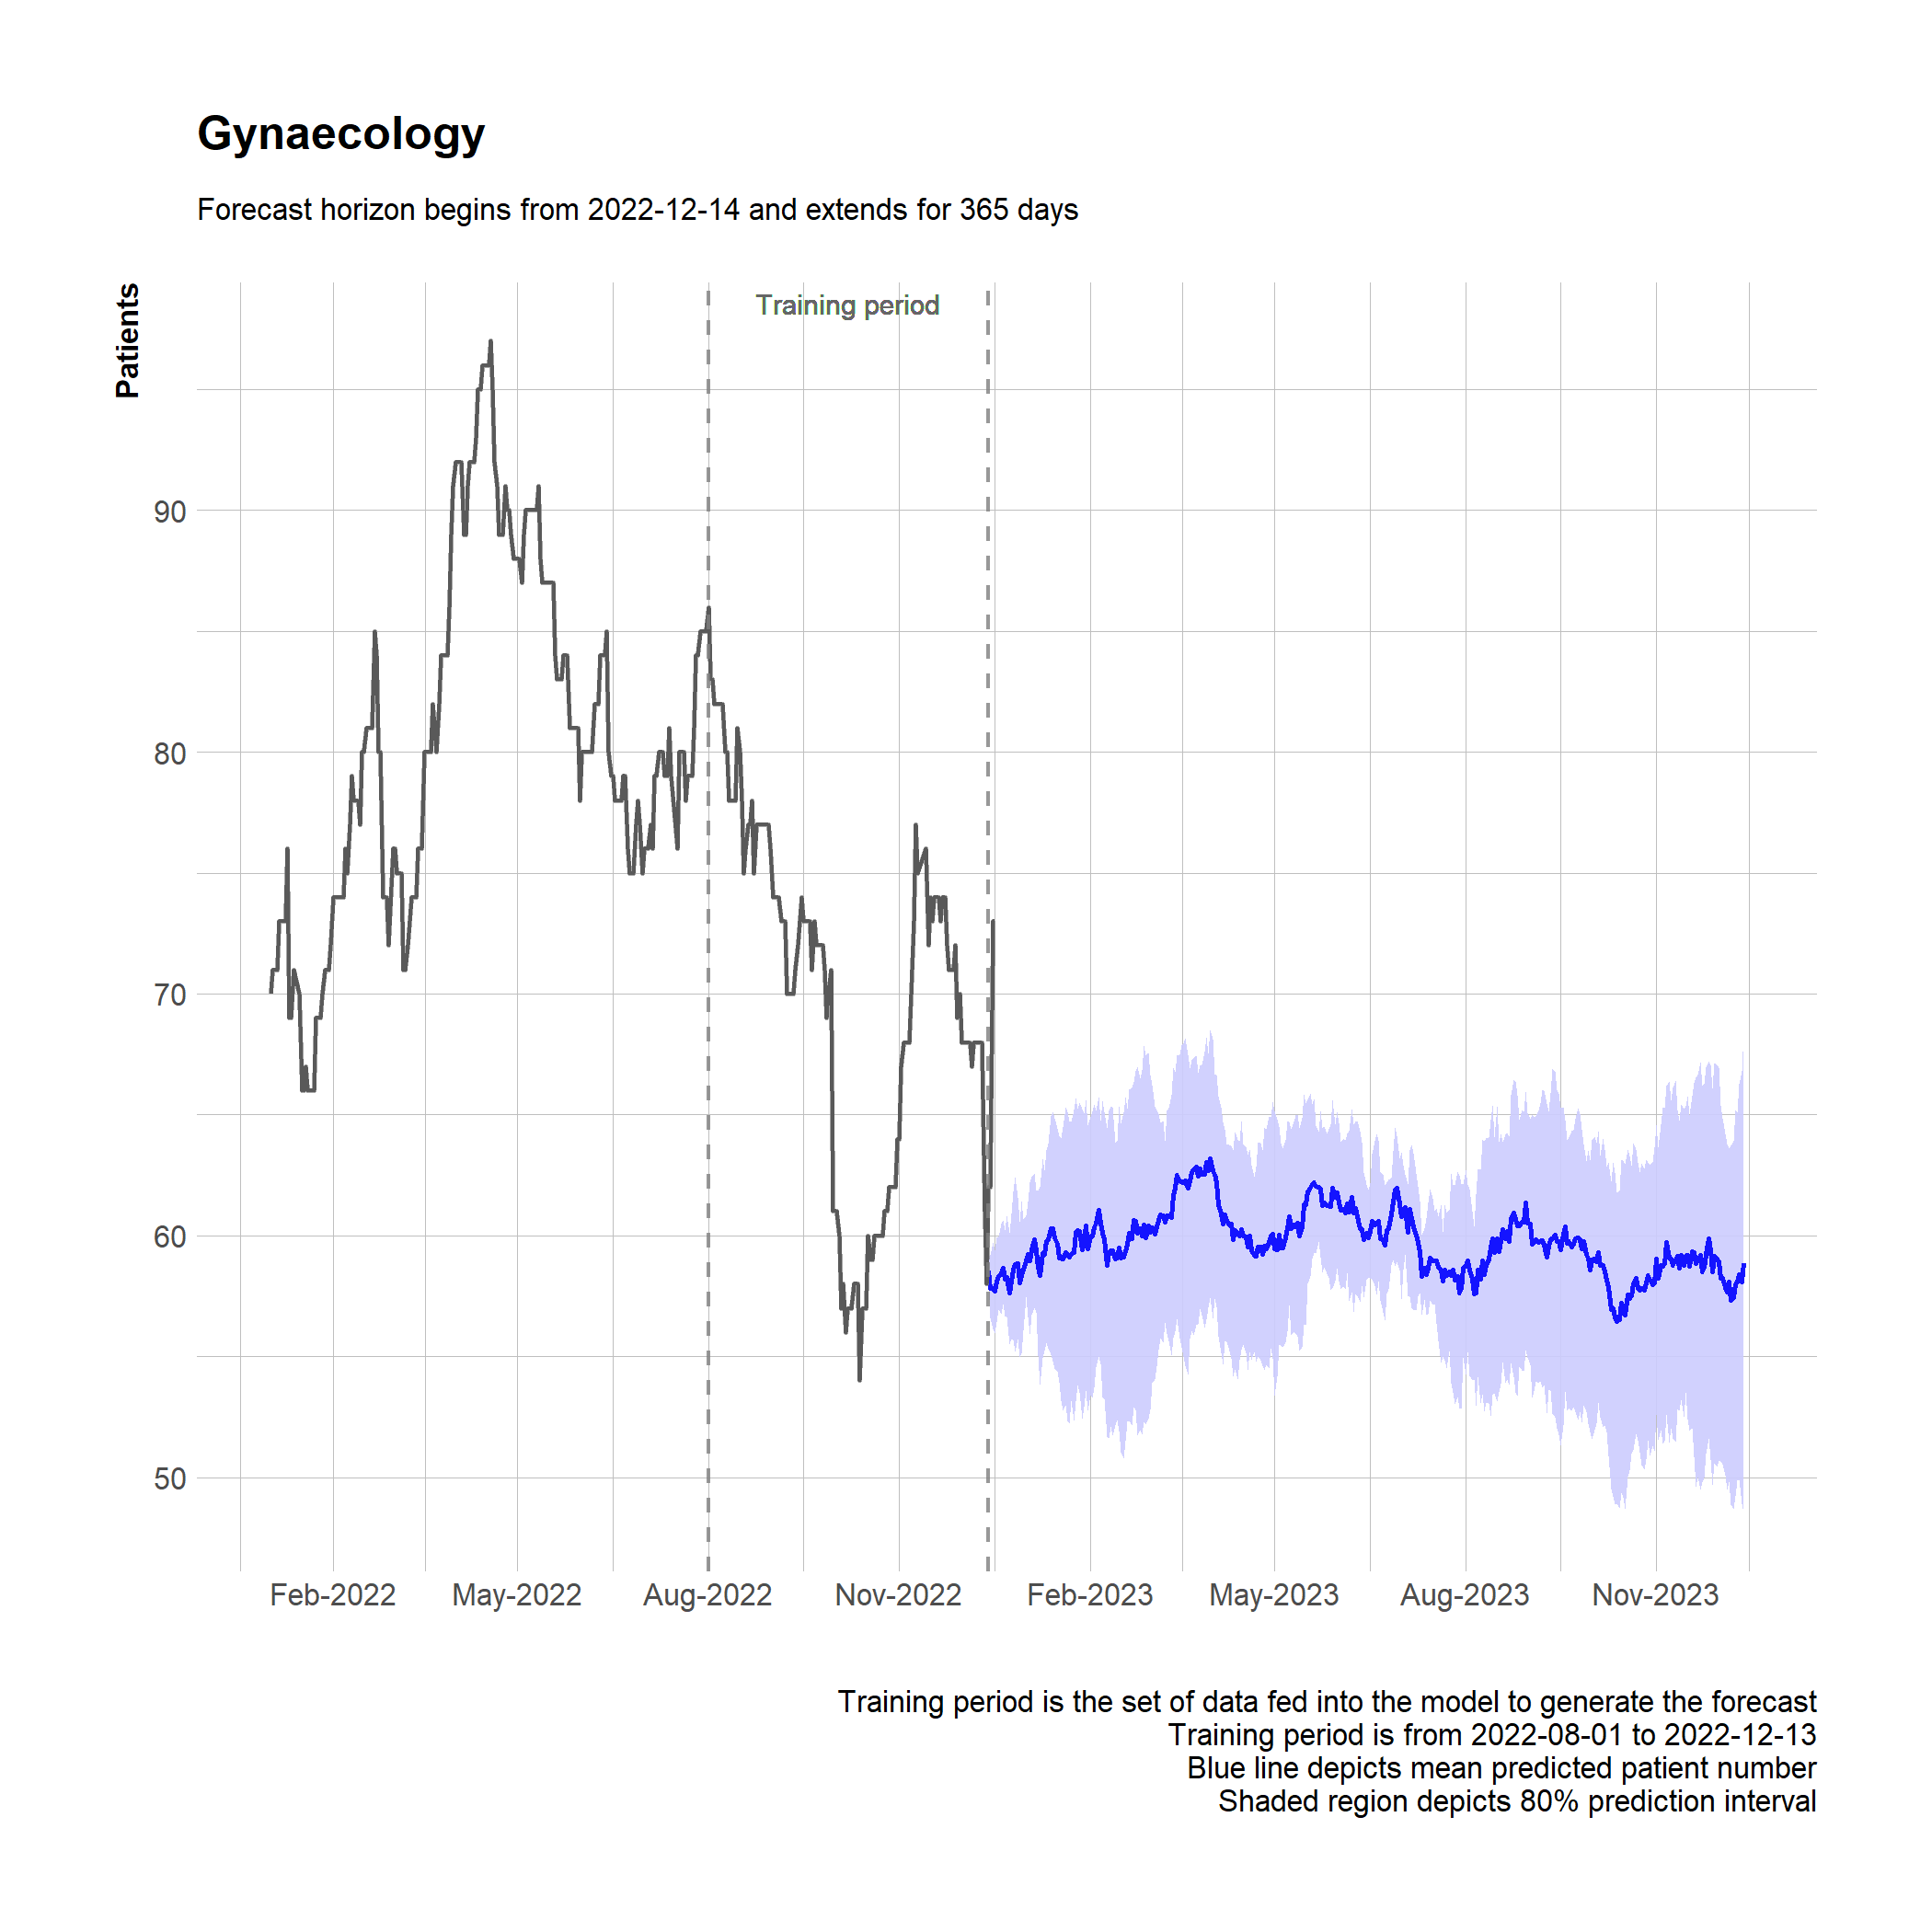 Gynaecology
Forecast horizon begins from 2022-12-14 and extends for 365 days
Patients
Training period
90
80
70
60
50
Feb-2022 May-2022 Aug-2022 Nov-2022 Feb-2023 May-2023 Aug-2023 Nov-2023
Training period is the set of data fed into the model to generate the forecast
Training period is from 2022-08-01 to 2022-12-13
Blue line depicts mean predicted patient number
Shaded region depicts 80% prediction interval